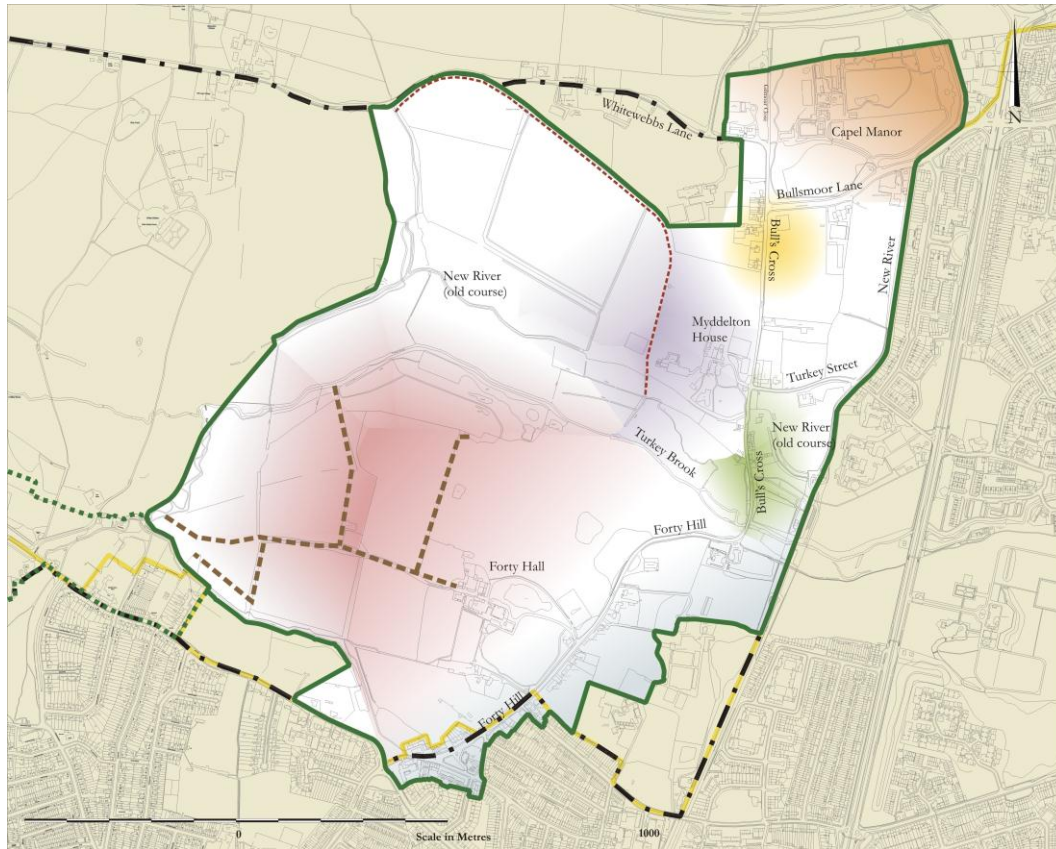 Whitewebbs Lane
N
Capel Manor
Bullsmoor Lane
Bull's Cross
New River
New River
(old course)
Myddelton
House
Turkey Street
New River
(old course)
Turkey Brook
Bull's Cross
Forty Hill
Forty Hall
Forty Hill
0
Scale in Metres
1000